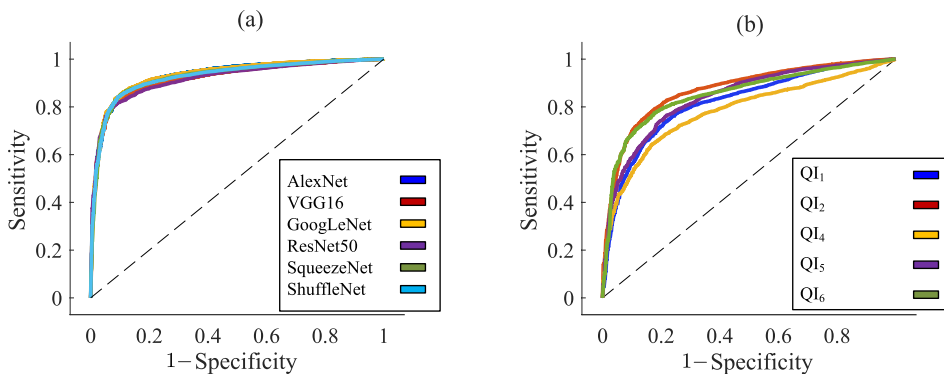 (a)
Sensitivity
1
0.8
0.6
0.4
0.2
0
AlexNet
VGG16
GoogLeNet
ResNet50
SqueezeNet
ShuffleNet
0 0.2 0.4 0.6 0.8 1
1−Specificity
(b)
Sensitivity
1
0.8
0.6
0.4
0.2
0
QI₁
QI₂
QI₄
QI₅
QI₆
0 0.2 0.4 0.6 0.8
1−Specificity